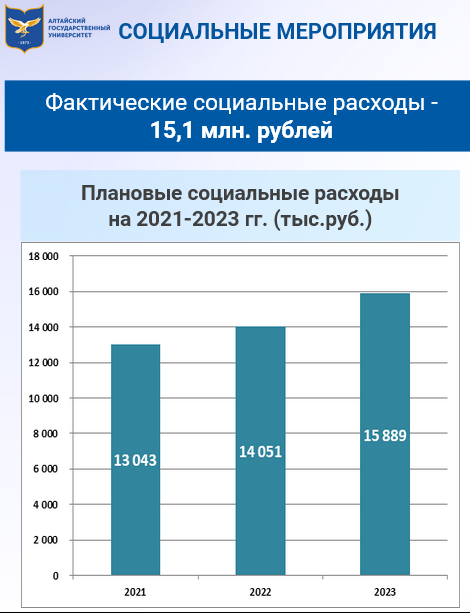 АЛТАЙСКИЙ
ГОСУДАРСТВЕННЫЙ
УНИВЕРСИТЕТ
1973
СОЦИАЛЬНЫЕ МЕРОПРИЯТИЯ
Фактические социальные расходы -
15,1 млн. рублей
Плановые социальные расходы
на 2021-2023 гг. (тыс.руб.)
18 000
16 000
14 000
12 000
10 000
8 000
6 000
4 000
2 000
0
13 043
14 051
15 889
2021
2022
2023